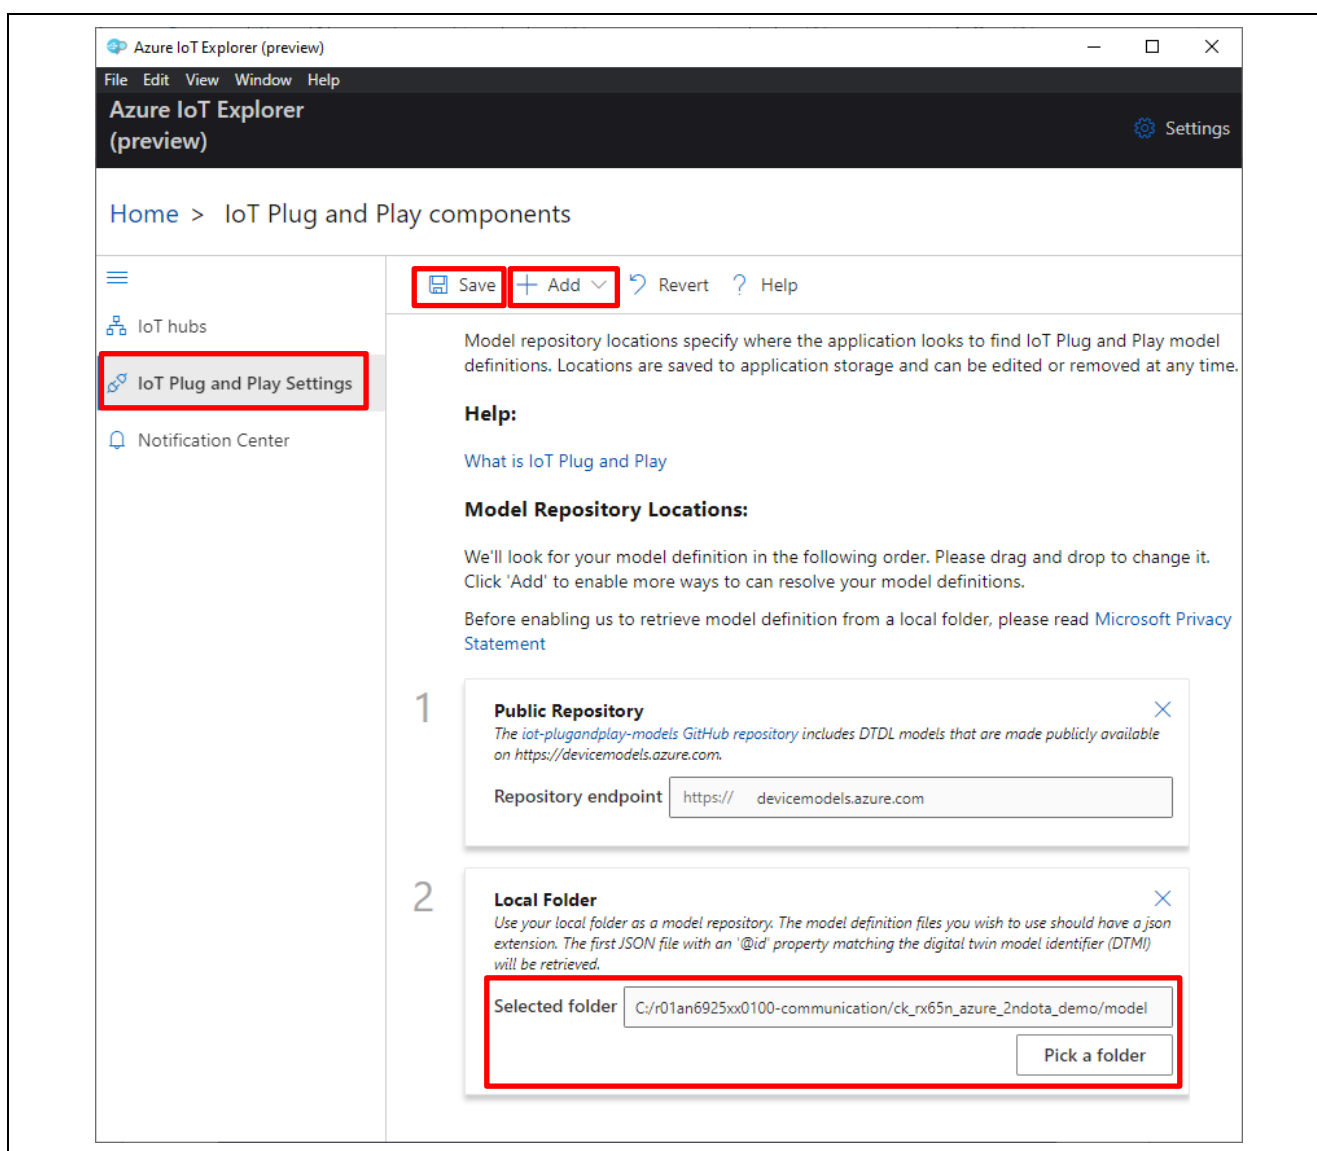 Azure IoT Explorer (preview)
File Edit View Window Help
Azure IoT Explorer
(preview)
Settings
Home > IoT Plug and Play components
Save Add Revert ? Help
IoT hubs
IoT Plug and Play Settings
Notification Center
Model repository locations specify where the application looks to find IoT Plug and Play model
definitions. Locations are saved to application storage and can be edited or removed at any time.
Help:
What is IoT Plug and Play
Model Repository Locations:
We'll look for your model definition in the following order. Please drag and drop to change it.
Click 'Add' to enable more ways to can resolve your model definitions.
Before enabling us to retrieve model definition from a local folder, please read Microsoft Privacy
Statement
1
Public Repository
The iot-plugandplay-models GitHub repository includes DTDL models that are made publicly available
on https://devicemodels.azure.com.
Repository endpoint https:// devicemodels.azure.com
2
Local Folder
Use your local folder as a model repository. The model definition files you wish to use should have a json
extension. The first JSON file with an '@id' property matching the digital twin model identifier (DTMI)
will be retrieved.
Selected folder C:/r01an6925xx0100-communication/ck_rx65n_azure_2ndota_demo/model
Pick a folder